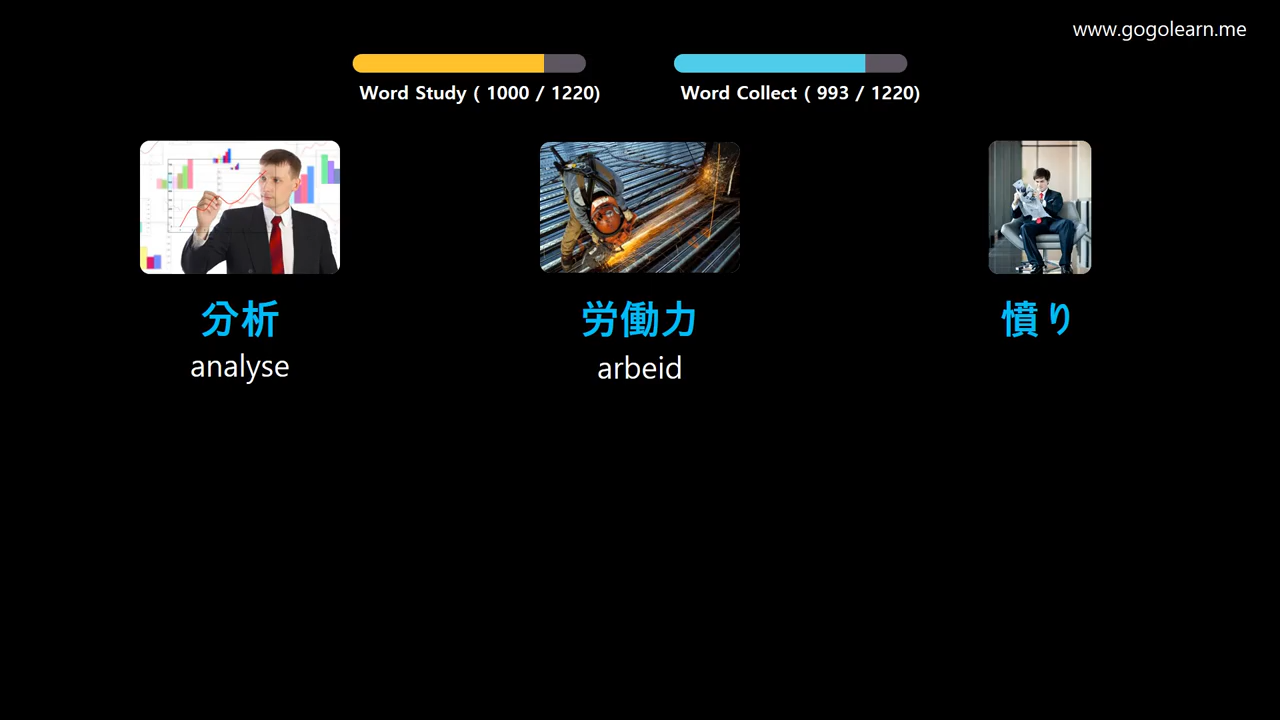 www.gogolearn.me
Word Study ( 1000 / 1220)
Word Collect ( 993 / 1220)
分析
労働力
憤り
analyse
arbeid